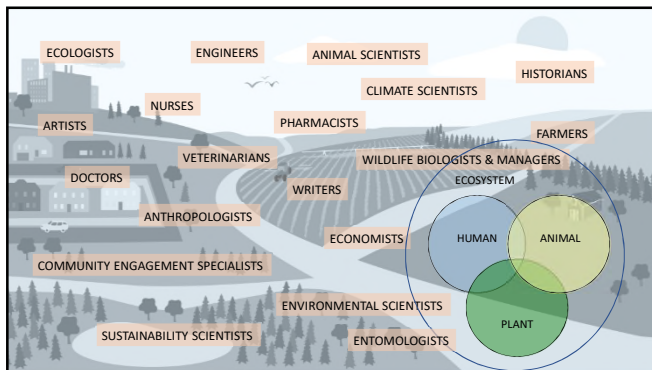 ECOLOGISTS
ENGINEERS
ANIMAL SCIENTISTS
HISTORIANS
CLIMATE SCIENTISTS
NURSES
PHARMACISTS
ARTISTS
FARMERS
VETERINARIANS
WILDLIFE BIOLOGISTS & MANAGERS
DOCTORS
ECOSYSTEM
WRITERS
ANTHROPOLOGISTS
ECONOMISTS
HUMAN
ANIMAL
COMMUNITY ENGAGEMENT SPECIALISTS
ENVIRONMENTAL SCIENTISTS
PLANT
SUSTAINABILITY SCIENTISTS
ENTOMOLOGISTS